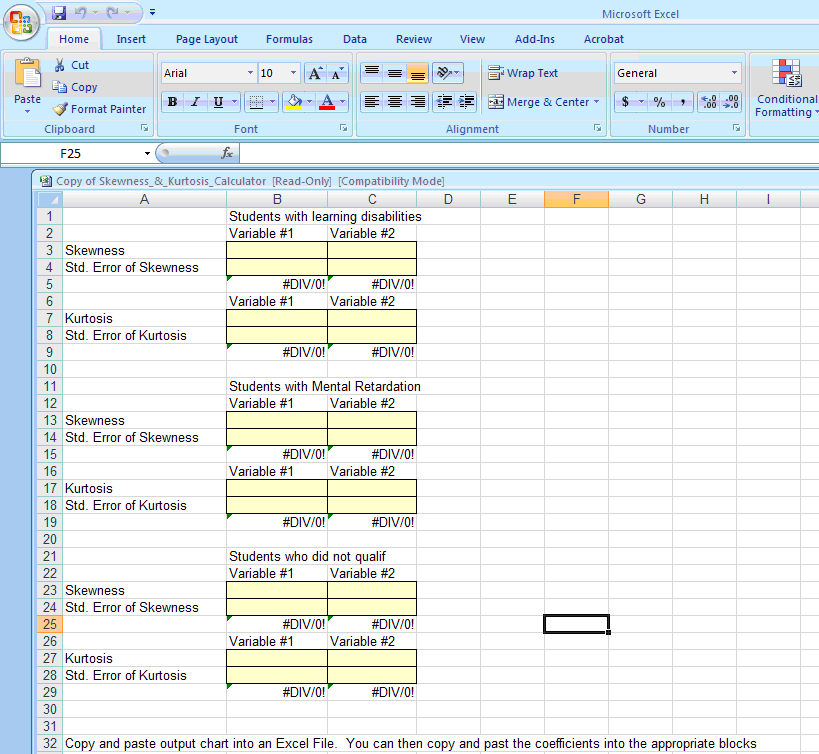 Microsoft Excel
Home Insert Page Layout Formulas Data Review View Add-Ins Acrobat
Paste
Cut
Copy
Format Painter
Clipboard
Arial 10 A A
B I U A
Font
Wrap Text
Merge & Center
Alignment
General
$ % , .00 .00
Number
Conditional
Formatting
F25 fx
Copy of Skewness_&_Kurtosis_Calculator [Read-Only] [Compatibility Mode]
A B C D E F G H I
1 Students with learning disabilities
2 Variable #1 Variable #2
3 Skewness
4 Std. Error of Skewness
5 #DIV/0! #DIV/0!
6 Variable #1 Variable #2
7 Kurtosis
8 Std. Error of Kurtosis
9 #DIV/0! #DIV/0!
10
11 Students with Mental Retardation
12 Variable #1 Variable #2
13 Skewness
14 Std. Error of Skewness
15 #DIV/0! #DIV/0!
16 Variable #1 Variable #2
17 Kurtosis
18 Std. Error of Kurtosis
19 #DIV/0! #DIV/0!
20
21 Students who did not qualif
22 Variable #1 Variable #2
23 Skewness
24 Std. Error of Skewness
25 #DIV/0! #DIV/0!
26 Variable #1 Variable #2
27 Kurtosis
28 Std. Error of Kurtosis
29 #DIV/0! #DIV/0!
30
31
32 Copy and paste output chart into an Excel File. You can then copy and past the coefficients into the appropriate blocks